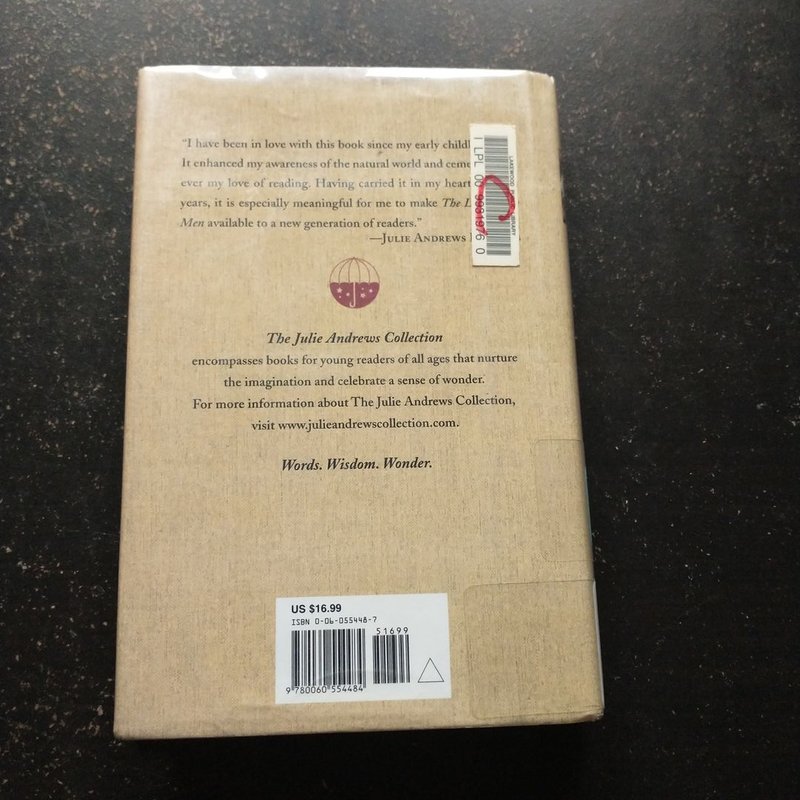 “I have been in love with this book since my early
It enhanced my awareness of the natural world and
ever my love of reading. Having carried it in my heart
years, it is especially meaningful for me to make The
Men available to a new generation of readers.”
—JULIE ANDREWS
LAKEWOOD
1 LPL
The Julie Andrews Collection
encompasses books for young readers of all ages that nurture
the imagination and celebrate a sense of wonder.
For more information about The Julie Andrews Collection,
visit www.julieandrewscollection.com.
Words. Wisdom. Wonder.
US $16.99
ISBN 0-06-055448-7
51699
9 780060 554484